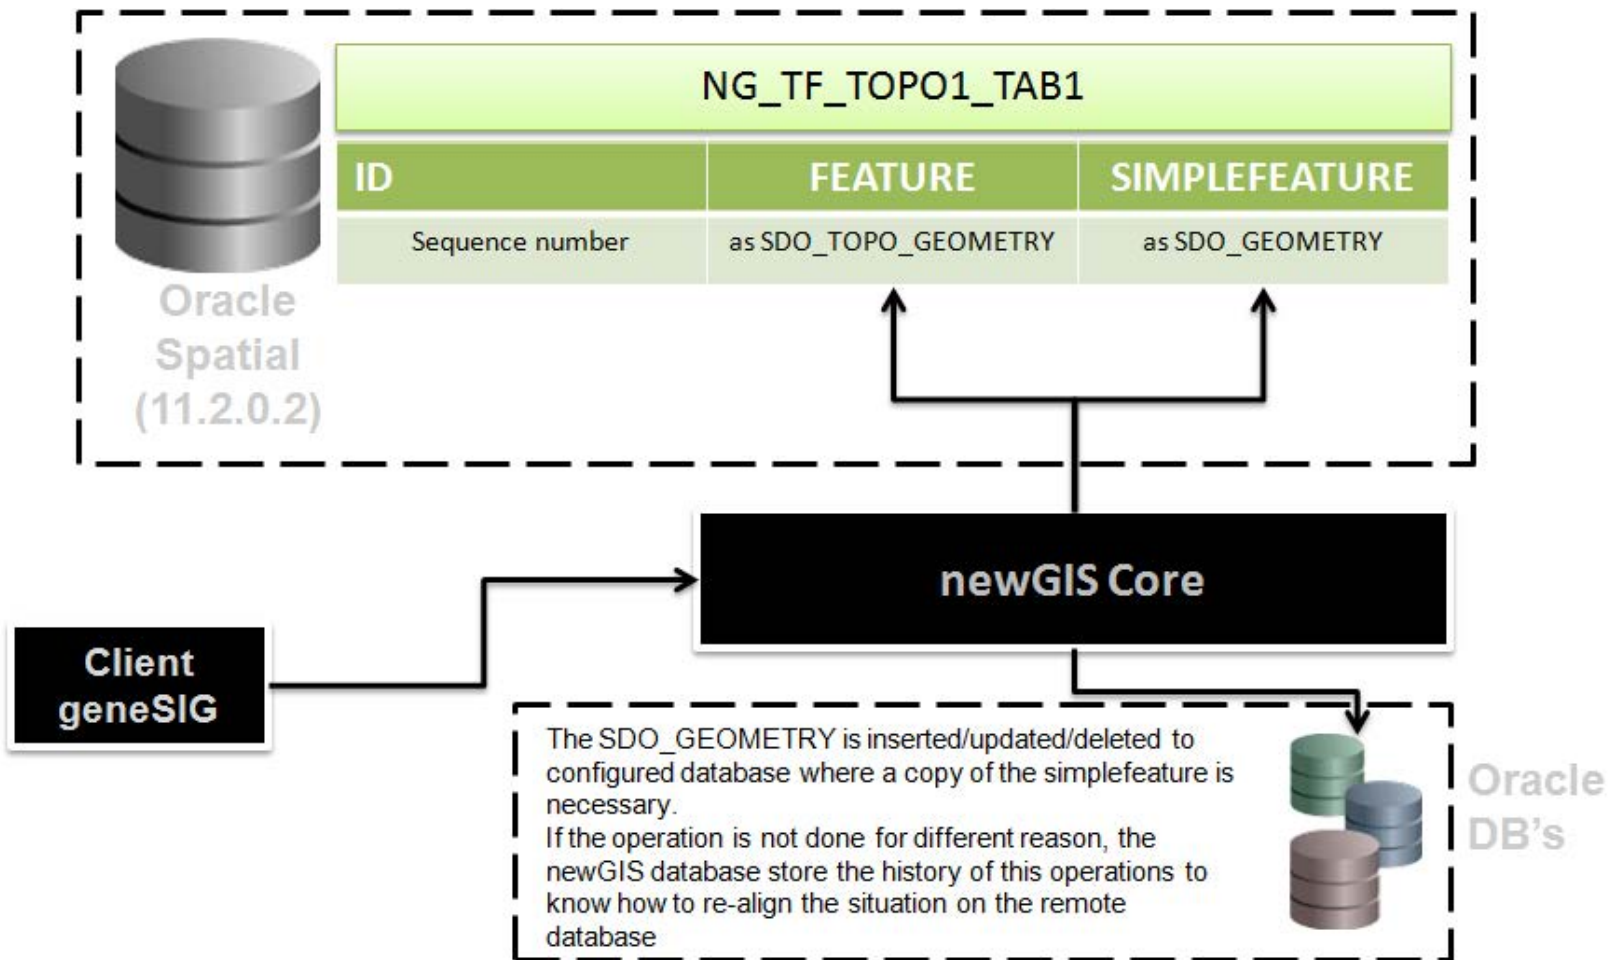 NG_TF_TOPO1_TAB1
ID FEATURE SIMPLEFEATURE
Sequence number as SDO_TOPO_GEOMETRY as SDO_GEOMETRY
Oracle
Spatial
(11.2.0.2)
newGIS Core
Client
geneSIG
The SDO_GEOMETRY is inserted/updated/deleted to
configured database where a copy of the simplefeature is
necessary.
If the operation is not done for different reason, the
newGIS database store the history of this operations to
know how to re-align the situation on the remote
database
Oracle
DB's